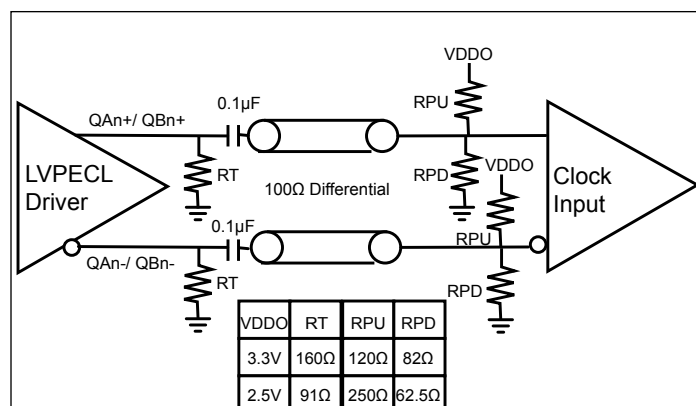 VDDO
QAn+/ QBn+
0.1µF
RPU
LVPECL
Driver
RT
100Ω Differential
RPD
VDDO
Clock
Input
0.1µF
RPU
QAn-/ QBn-
RT
RPD
VDDO RT RPU RPD
3.3V 160Ω 120Ω 82Ω
2.5V 91Ω 250Ω 62.5Ω